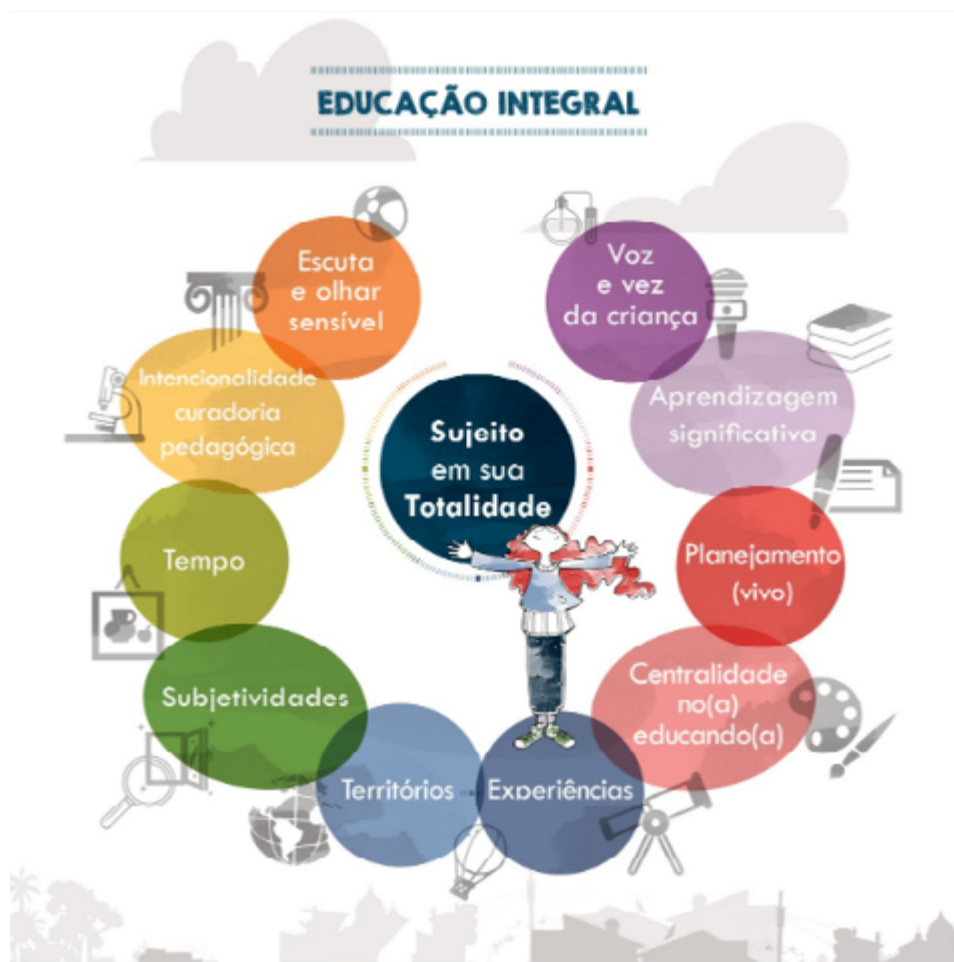 EDUCAÇÃO INTEGRAL
Escuta
e olhar
sensível
Voz
e vez
da criança
Intencionalidade
curadoria
pedagógica
Aprendizagem
significativa
Sujeito
em sua
Totalidade
Tempo
Planejamento
(vivo)
Subjetividades
Centralidade
no(a)
educando(a)
Territórios
Experiências